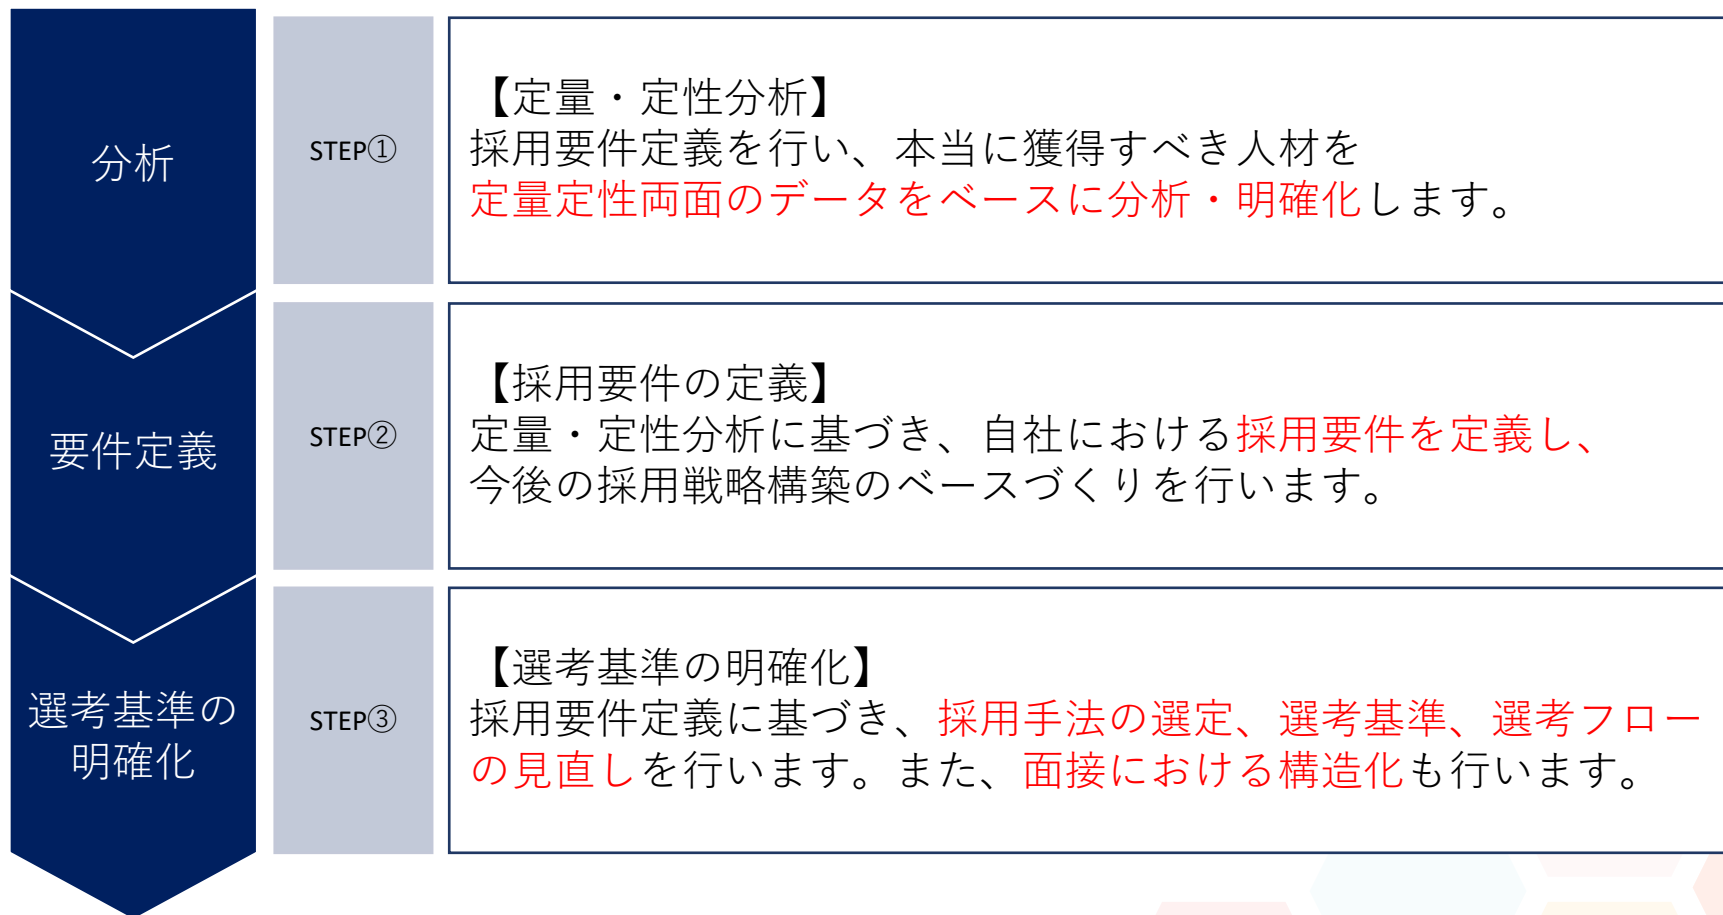 分析
STEP①
【定量・定性分析】
採用要件定義を行い、本当に獲得すべき人材を
定量定性両面のデータをベースに分析・明確化します。
要件定義
STEP②
【採用要件の定義】
定量・定性分析に基づき、自社における採用要件を定義し、
今後の採用戦略構築のベースづくりを行います。
選考基準の
明確化
STEP③
【選考基準の明確化】
採用要件定義に基づき、採用手法の選定、選考基準、選考フロー
の見直しを行います。また、面接における構造化も行います。